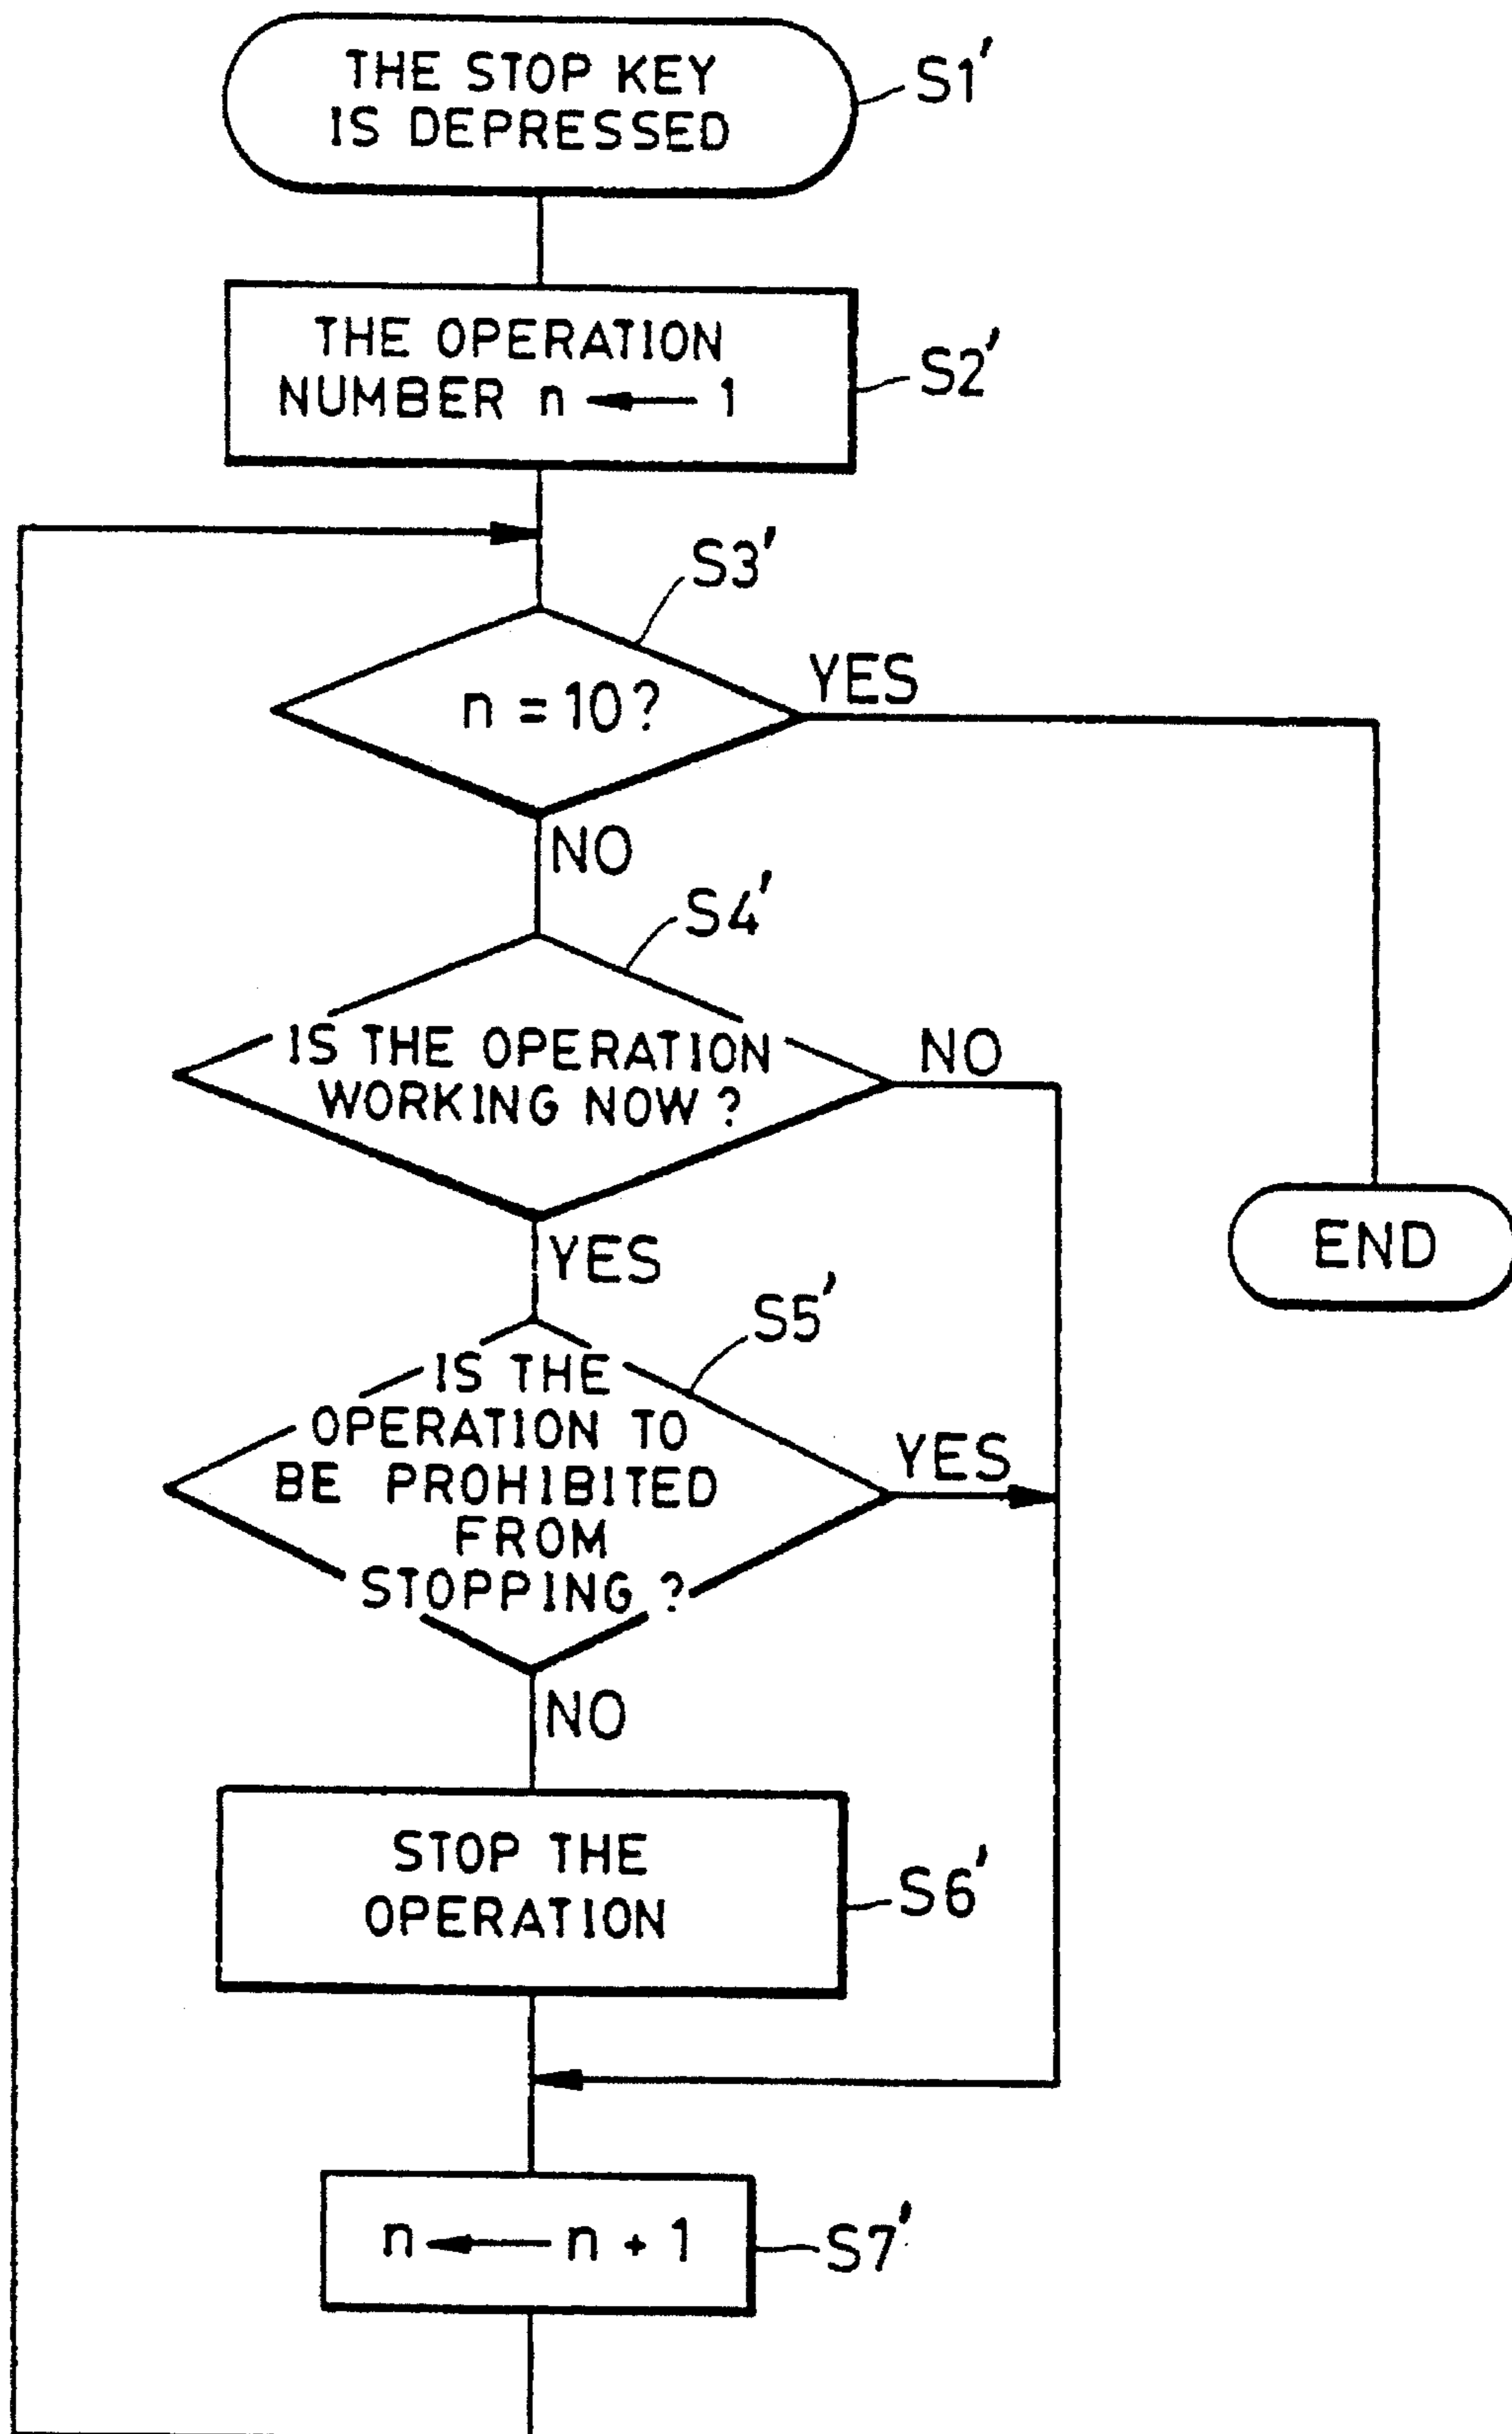 THE STOP KEY
IS DEPRESSED
S1'
THE OPERATION
NUMBER n ← 1
S2'
S3'
n = 10?
YES
NO
S4'
IS THE OPERATION
WORKING NOW?
NO
YES
END
S5'
IS THE
OPERATION TO
BE PROHIBITED
FROM
STOPPING?
YES
NO
STOP THE
OPERATION
S6'
n ← n + 1
S7'